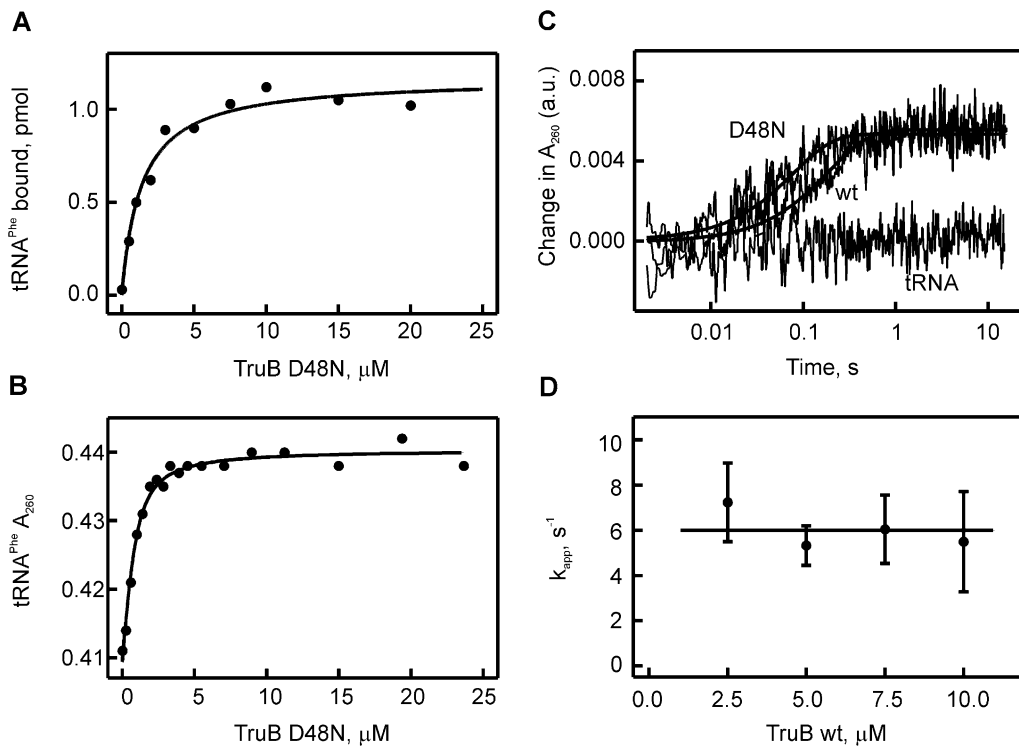 A
tRNA^Phe bound, pmol
1.0
0.5
0.0
0 5 10 15 20 25
TruB D48N, μM
B
tRNA^Phe A₂₆₀
0.44
0.43
0.42
0.41
0 5 10 15 20 25
TruB D48N, μM
C
Change in A₂₆₀ (a.u.)
0.008
0.004
0.000
D48N
wt
tRNA
0.01 0.1 1 10
Time, s
D
k_app, s⁻¹
10
8
6
4
2
0
0.0 2.5 5.0 7.5 10.0
TruB wt, μM